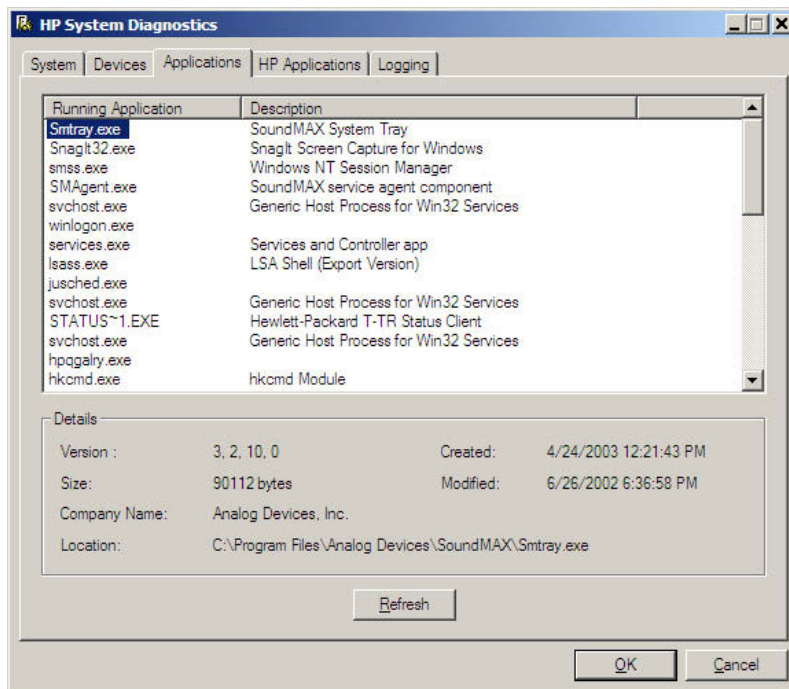 HP System Diagnostics
System Devices Applications HP Applications Logging
Running Application Description
Smtray.exe SoundMAX System Tray
SnagIt32.exe SnagIt Screen Capture for Windows
smss.exe Windows NT Session Manager
SMAgent.exe SoundMAX service agent component
svchost.exe Generic Host Process for Win32 Services
winlogon.exe
services.exe Services and Controller app
lsass.exe LSA Shell (Export Version)
jusched.exe
svchost.exe Generic Host Process for Win32 Services
STATUS~1.EXE Hewlett-Packard T-TR Status Client
svchost.exe Generic Host Process for Win32 Services
hpqgalry.exe
hkcmd.exe hkcmd Module
Details
Version : 3, 2, 10, 0 Created: 4/24/2003 12:21:43 PM
Size: 90112 bytes Modified: 6/26/2002 6:36:58 PM
Company Name: Analog Devices, Inc.
Location: C:\Program Files\Analog Devices\SoundMAX\Smtray.exe
Refresh
OK Cancel